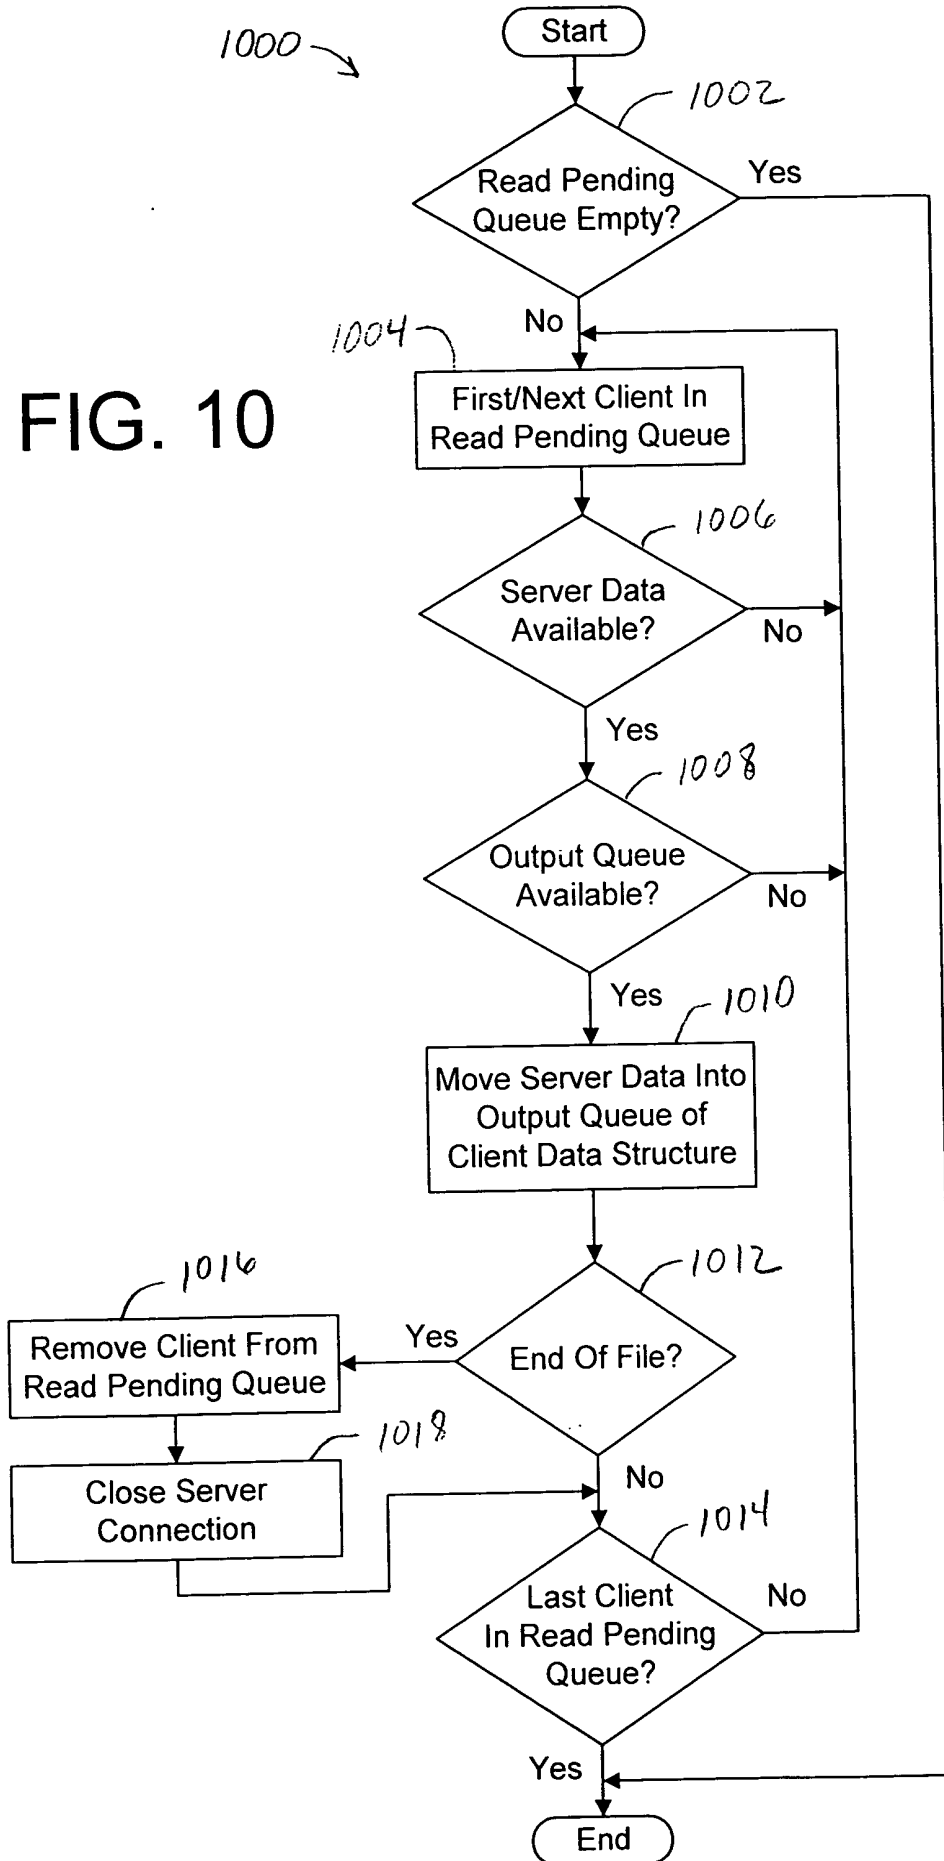 Start
1000
1002
Read Pending
Queue Empty?
Yes
No
1004
First/Next Client In
Read Pending Queue
FIG. 10
1006
Server Data
Available?
No
Yes
1008
Output Queue
Available?
No
Yes
1010
Move Server Data Into
Output Queue of
Client Data Structure
1012
End Of File?
Yes
1016
Remove Client From
Read Pending Queue
1018
Close Server
Connection
No
1014
Last Client
In Read Pending
Queue?
No
Yes
End